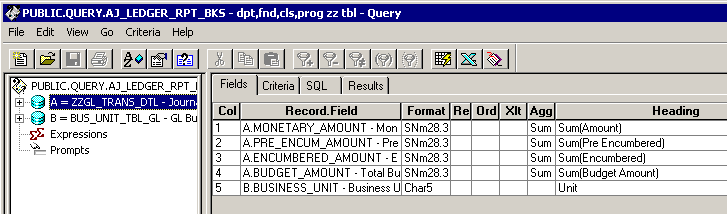 PUBLIC.QUERY.AJ_LEDGER_RPT_BKS - dpt,fnd,cls,prog zz tbl - Query
File Edit View Go Criteria Help
PUBLIC.QUERY.AJ_LEDGER_RPT_
A = ZZGL_TRANS_DTL - Journa
B = BUS_UNIT_TBL_GL - GL Bu
Expressions
Prompts
Fields Criteria SQL Results
Col Record.Field Format Re Ord Xlt Agg Heading
1 A.MONETARY_AMOUNT - Mon SNm28.3 Sum Sum(Amount)
2 A.PRE_ENCUM_AMOUNT - Pre SNm28.3 Sum Sum(Pre Encumbered)
3 A.ENCUMBERED_AMOUNT - E SNm28.3 Sum Sum(Encumbered)
4 A.BUDGET_AMOUNT - Total Bu SNm28.3 Sum Sum(Budget Amount)
5 B.BUSINESS_UNIT - Business U Char5 Unit